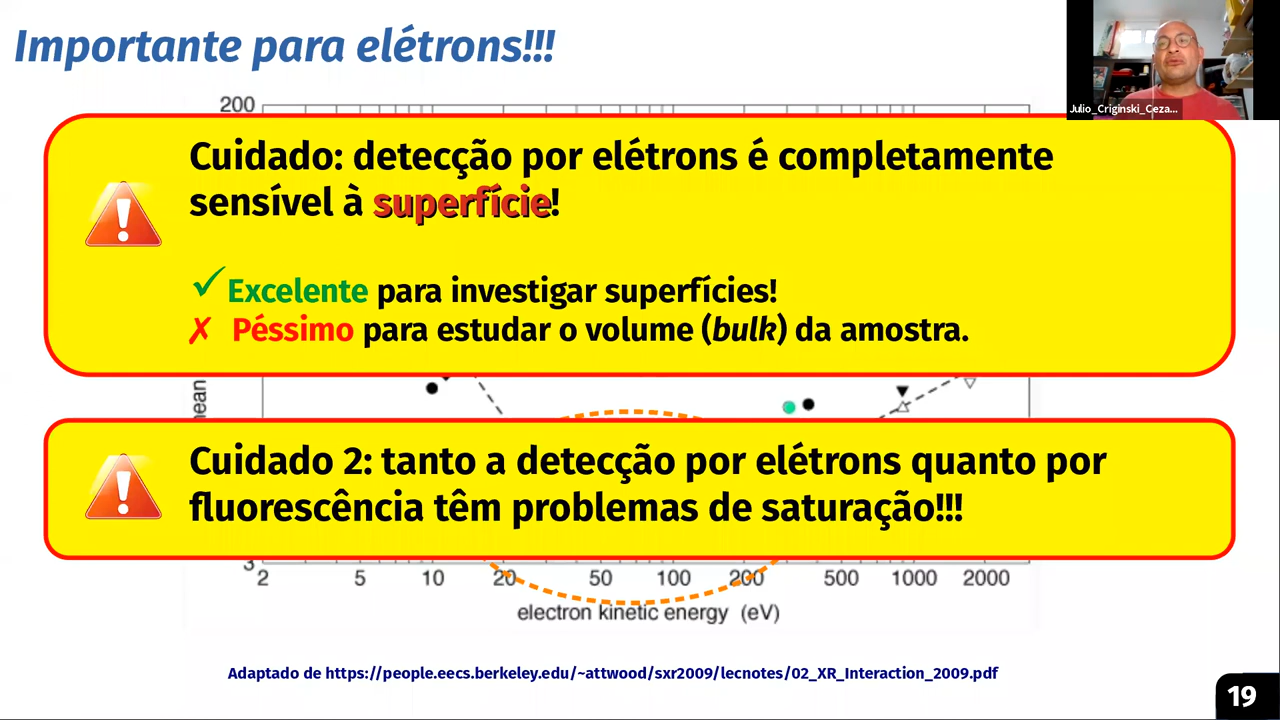 Importante para elétrons!!!
Julio_Criginski_Ceza...
200
Cuidado: detecção por elétrons é completamente
sensível à superfície!
✓Excelente para investigar superfícies!
✗ Péssimo para estudar o volume (bulk) da amostra.
Cuidado 2: tanto a detecção por elétrons quanto por
fluorescência têm problemas de saturação!!!
3
2 5 10 20 50 100 200 500 1000 2000
electron kinetic energy (eV)
Adaptado de https://people.eecs.berkeley.edu/~attwood/sxr2009/lecnotes/02_XR_Interaction_2009.pdf
19